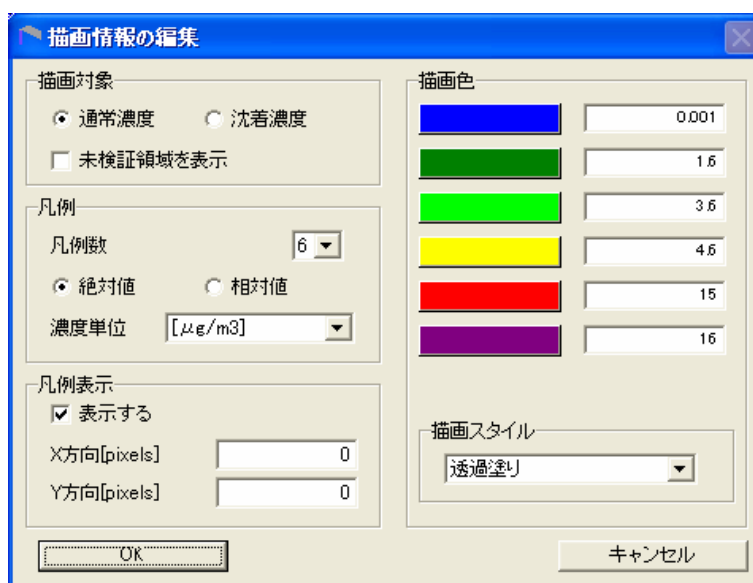 描画情報の編集
描画対象
通常濃度 沈着濃度
未検証領域を表示
凡例
凡例数 6
絶対値 相対値
濃度単位 [μg/m3]
凡例表示
表示する
X方向[pixels] 0
Y方向[pixels] 0
OK
描画色
0.001
1.6
3.6
4.6
15
16
描画スタイル
透過塗り
キャンセル